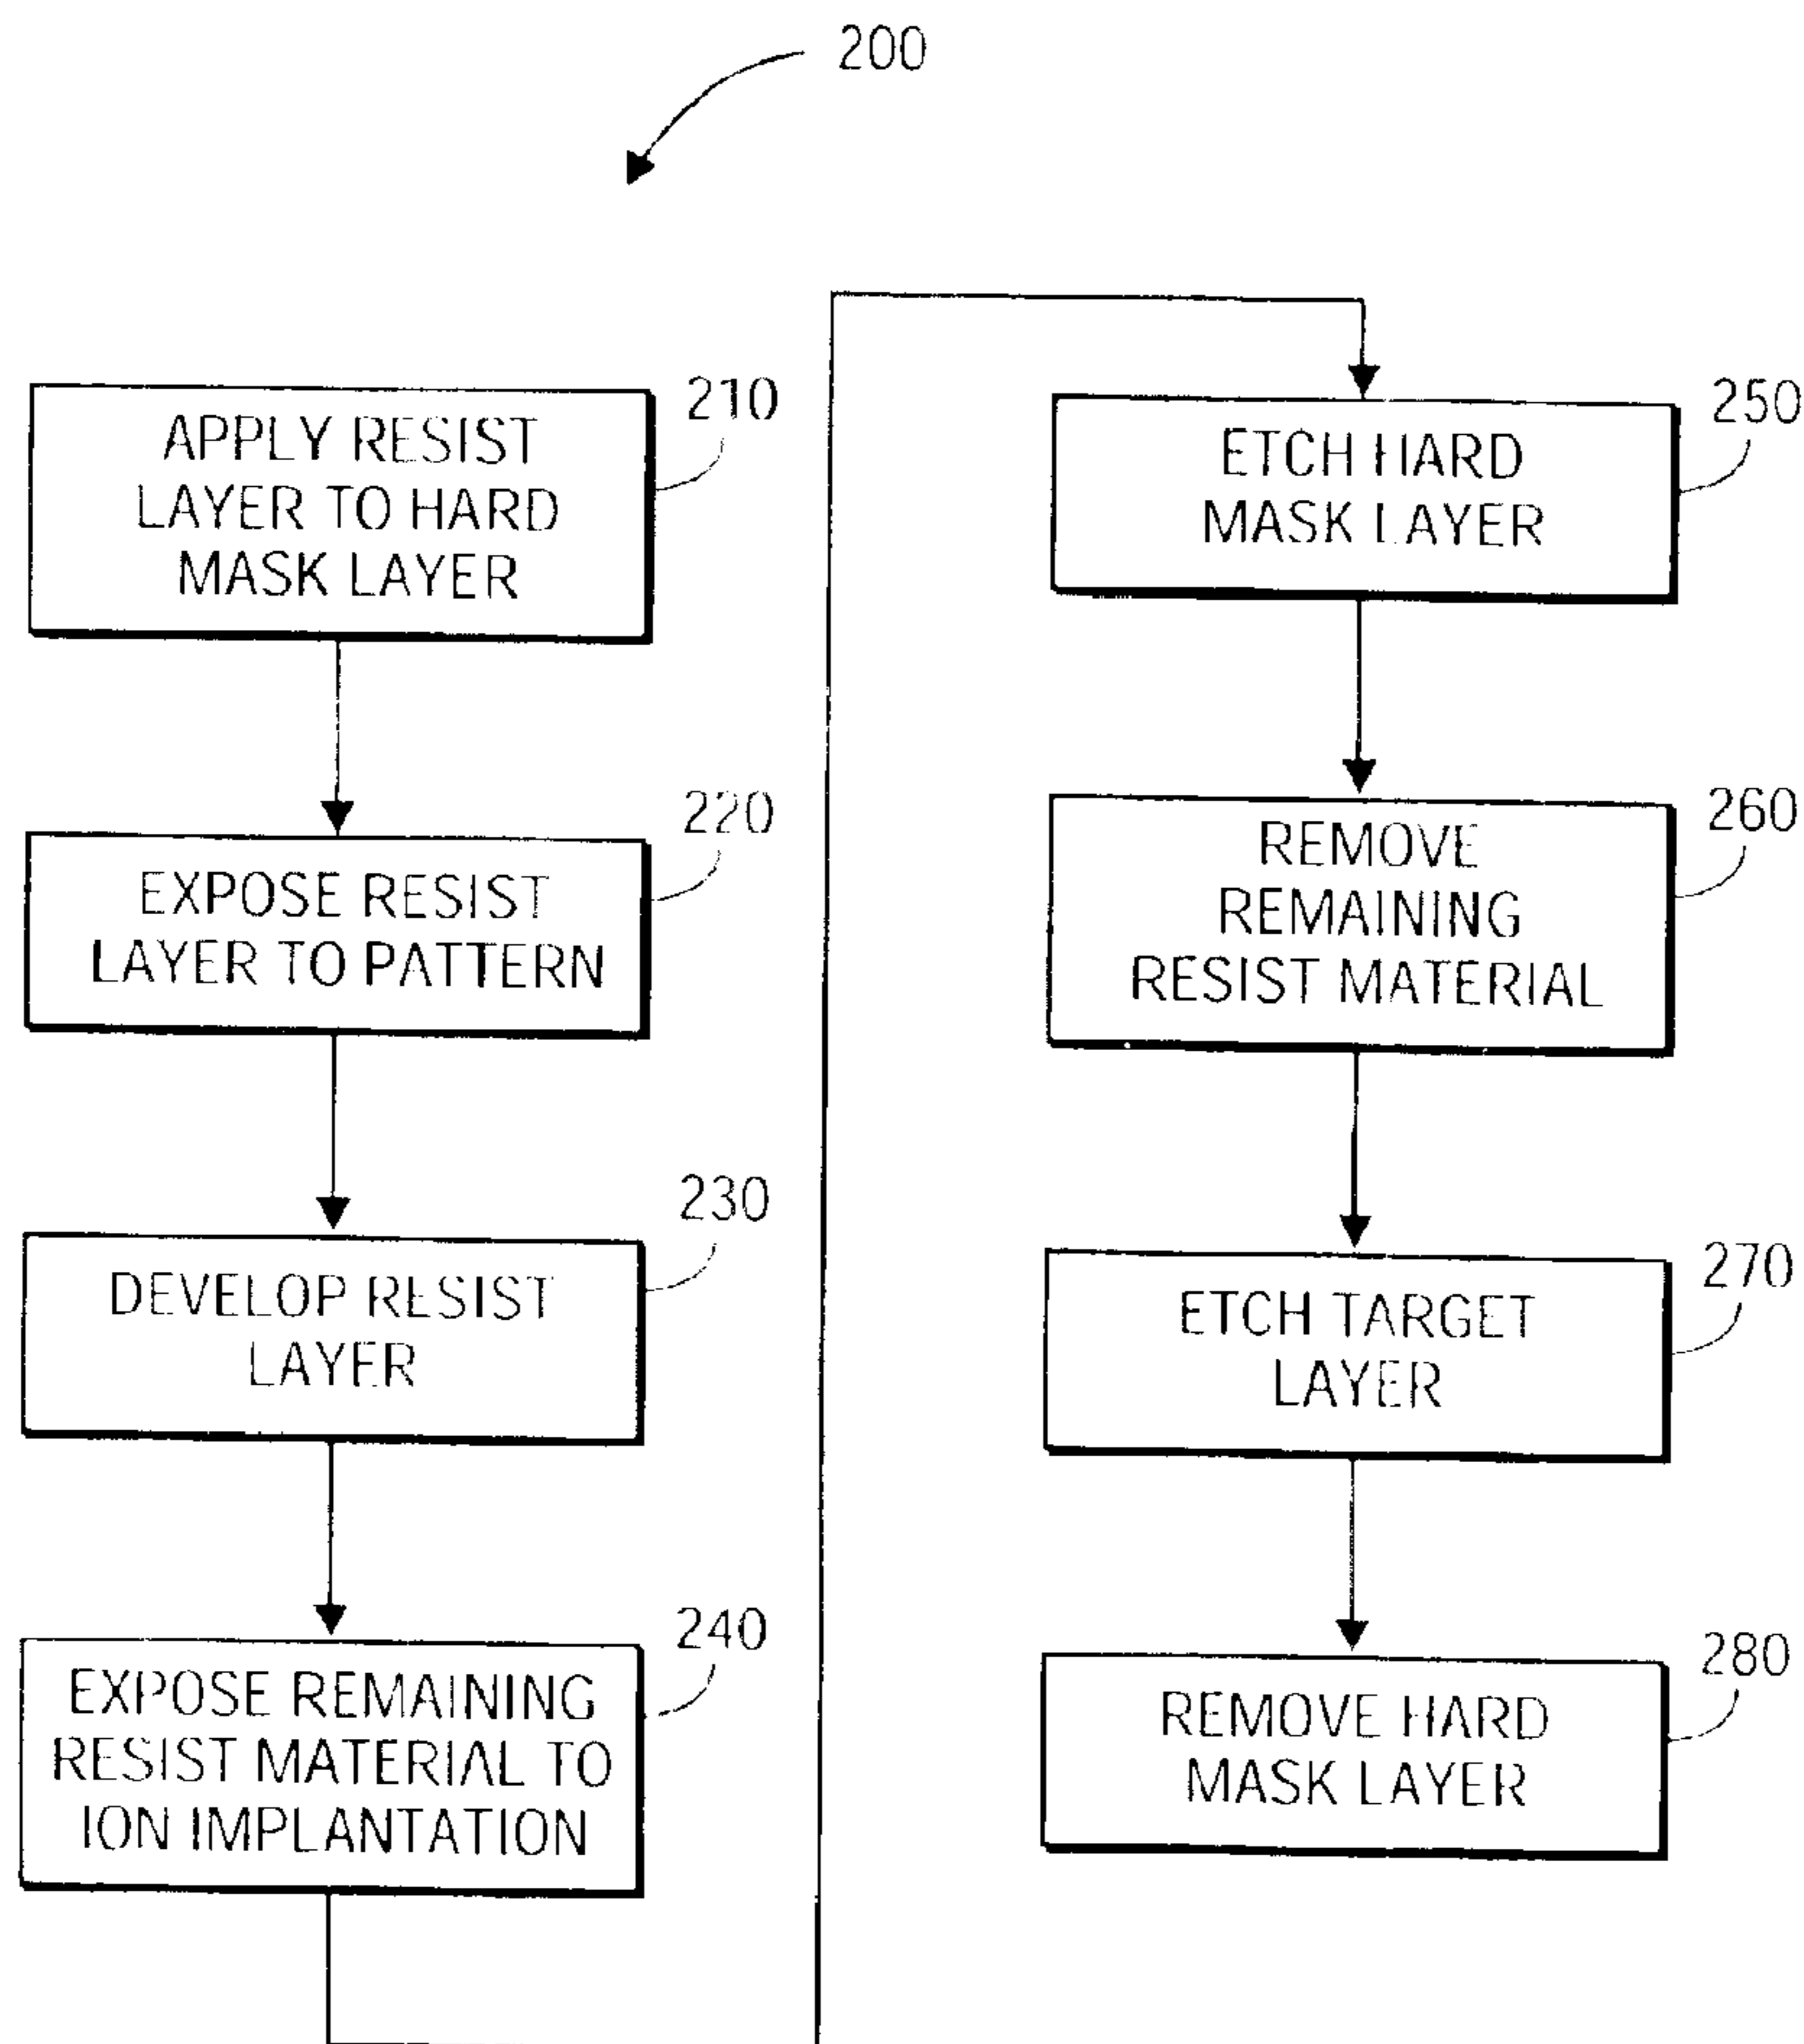 200
210
APPLY RESIST
LAYER TO HARD
MASK LAYER
220
EXPOSE RESIST
LAYER TO PATTERN
230
DEVELOP RESIST
LAYER
240
EXPOSE REMAINING
RESIST MATERIAL TO
ION IMPLANTATION
250
ETCH HARD
MASK LAYER
260
REMOVE
REMAINING
RESIST MATERIAL
270
ETCH TARGET
LAYER
280
REMOVE HARD
MASK LAYER